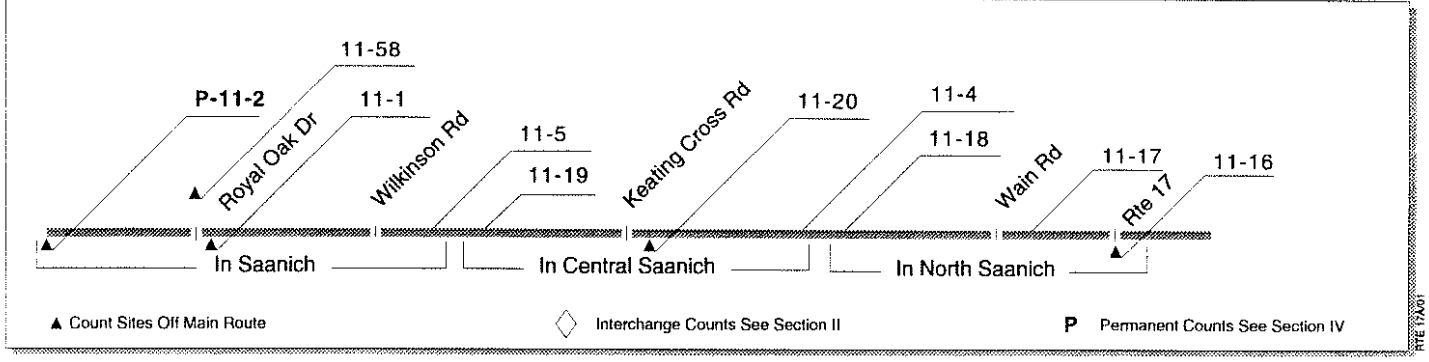 11-58
P-11-2
11-1
Royal Oak Dr
Wilkinson Rd
11-5
11-19
Keating Cross Rd
11-20
11-4
11-18
Wain Rd
11-17
Rte 17
11-16
In Saanich
In Central Saanich
In North Saanich
▲ Count Sites Off Main Route
◇ Interchange Counts See Section II
P Permanent Counts See Section IV
RTE 17A/01